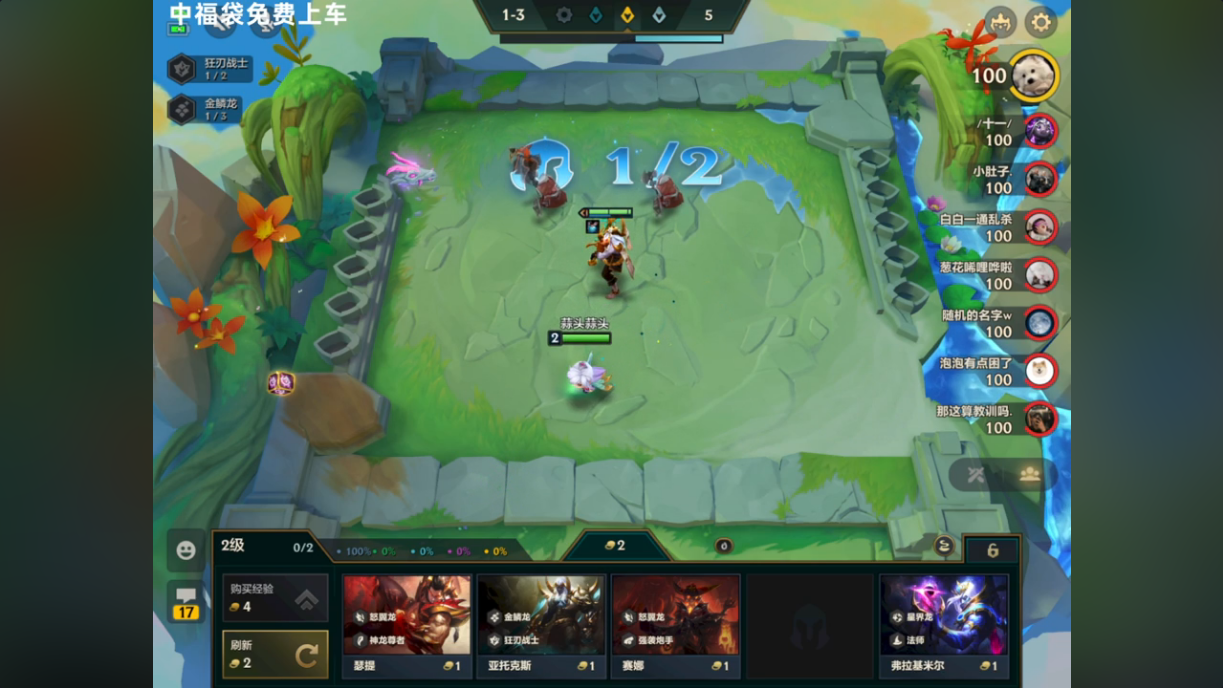 中福袋免费上车
1-3
5
狂刃战士
1/2
金鳞龙
1/3
1/2
100
/十一/
100
小肚子.
100
白白一通乱杀
100
葱花唏哩哗啦
100
随机的名字w
100
泡泡有点困了
100
那这算教训吗.
100
蒜头蒜头
2
2级
0/2
100% 0% 0% 0% 0%
2
0
6
17
购买经验
4
刷新
2
怒翼龙
神龙尊者
瑟提
1
金鳞龙
狂刃战士
亚托克斯
1
怒翼龙
强袭炮手
赛娜
1
星界龙
法师
弗拉基米尔
1